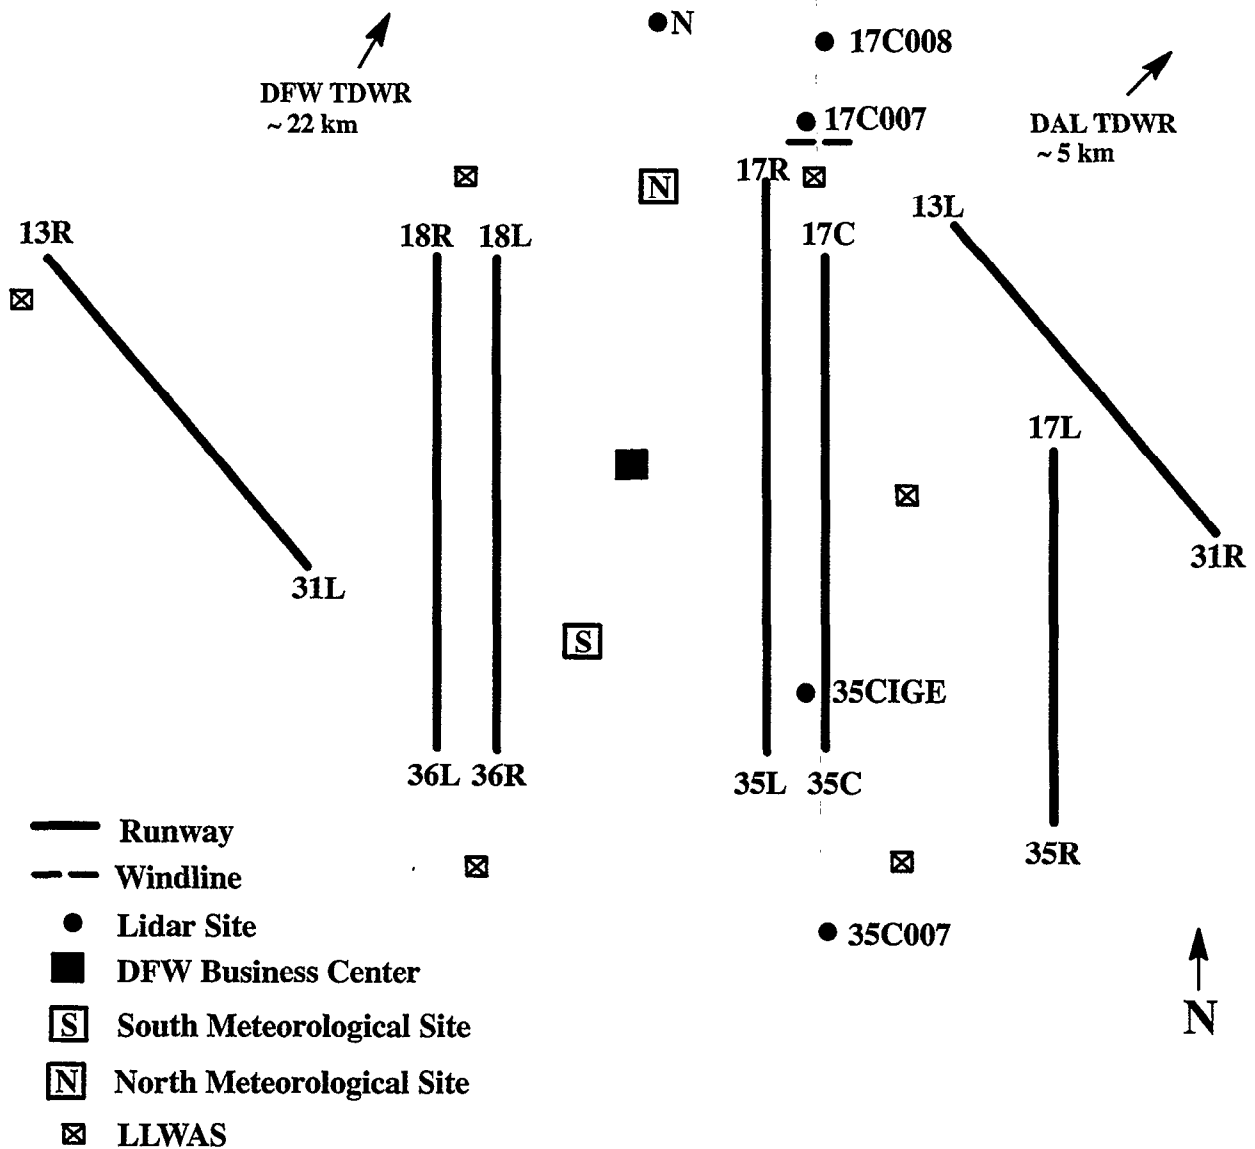 N
17C008
DFW TDWR
~ 22 km
17C007
DAL TDWR
~ 5 km
17R
N
13L
13R
18R 18L
17C
17L
31R
31L
S
35CIGE
36L 36R
35L 35C
Runway
35R
Windline
Lidar Site
35C007
DFW Business Center
N
S South Meteorological Site
N North Meteorological Site
LLWAS